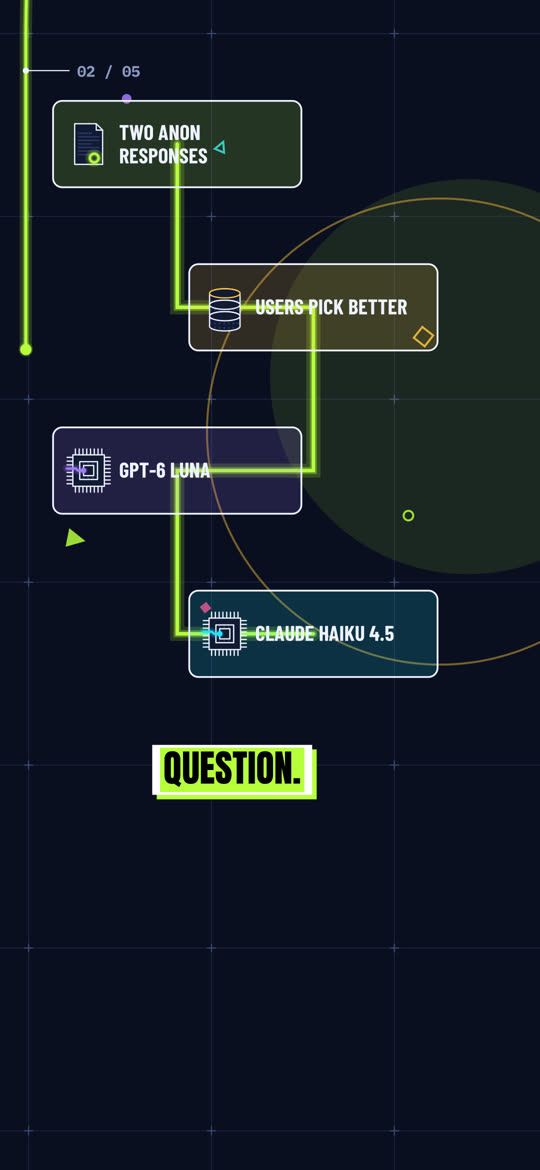 02 / 05
TWO ANON
RESPONSES
USERS PICK BETTER
GPT-6 LUNA
CLAUDE HAIKU 4.5
QUESTION.